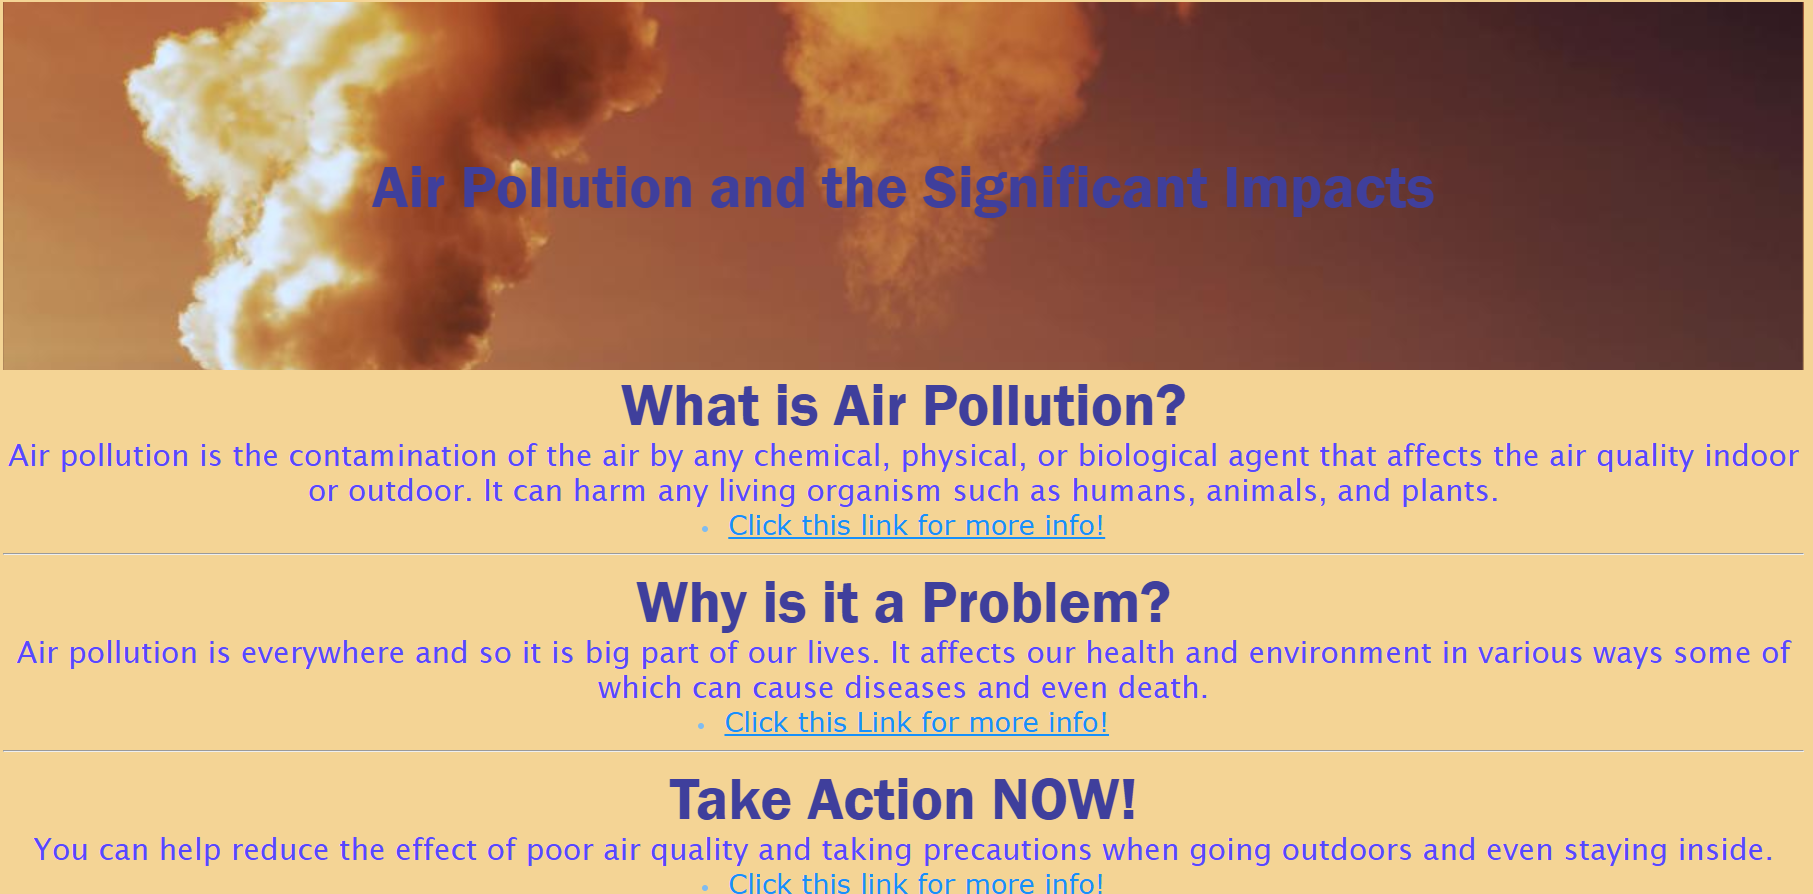 Air Pollution and the Significant Impacts
What is Air Pollution?
Air pollution is the contamination of the air by any chemical, physical, or biological agent that affects the air quality indoor
or outdoor. It can harm any living organism such as humans, animals, and plants.
Click this link for more info!
Why is it a Problem?
Air pollution is everywhere and so it is big part of our lives. It affects our health and environment in various ways some of
which can cause diseases and even death.
Click this Link for more info!
Take Action NOW!
You can help reduce the effect of poor air quality and taking precautions when going outdoors and even staying inside.
Click this link for more info!